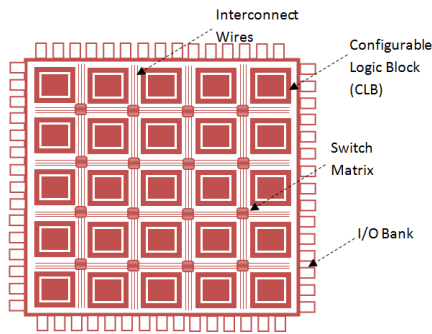 Interconnect
Wires
Configurable
Logic Block
(CLB)
Switch
Matrix
I/O Bank